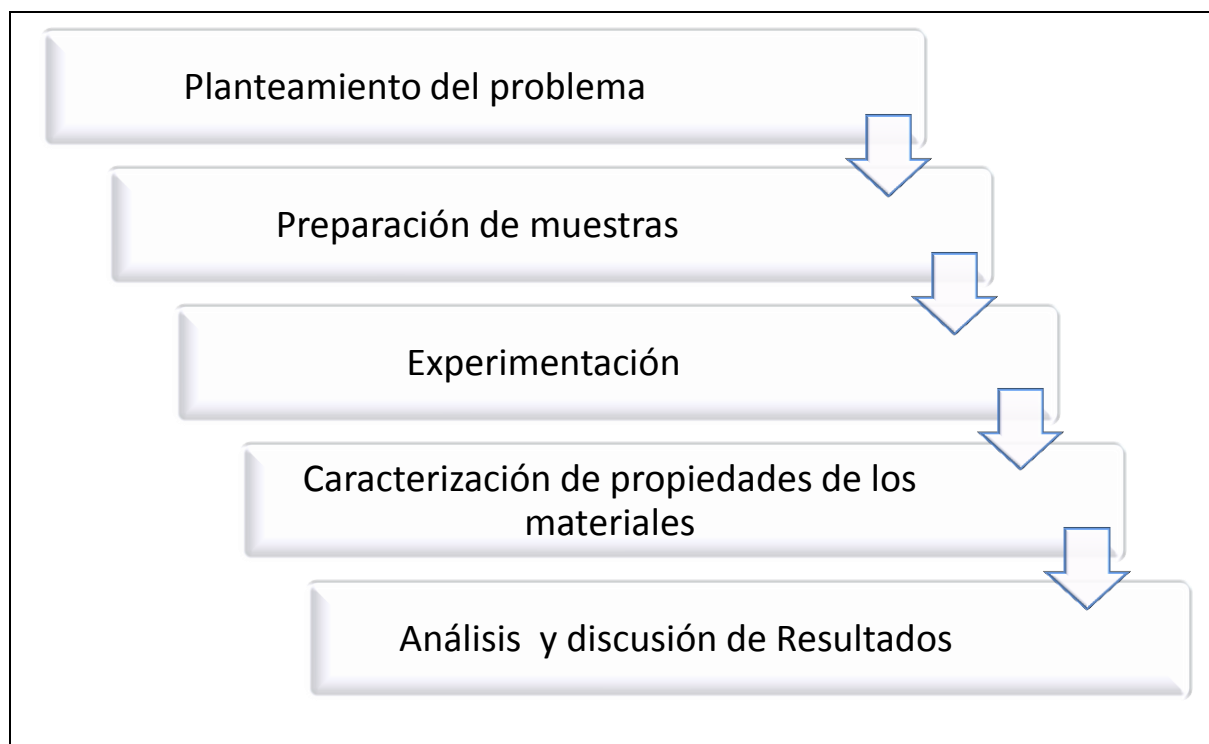 Planteamiento del problema
Preparación de muestras
Experimentación
Caracterización de propiedades de los
materiales
Análisis y discusión de Resultados